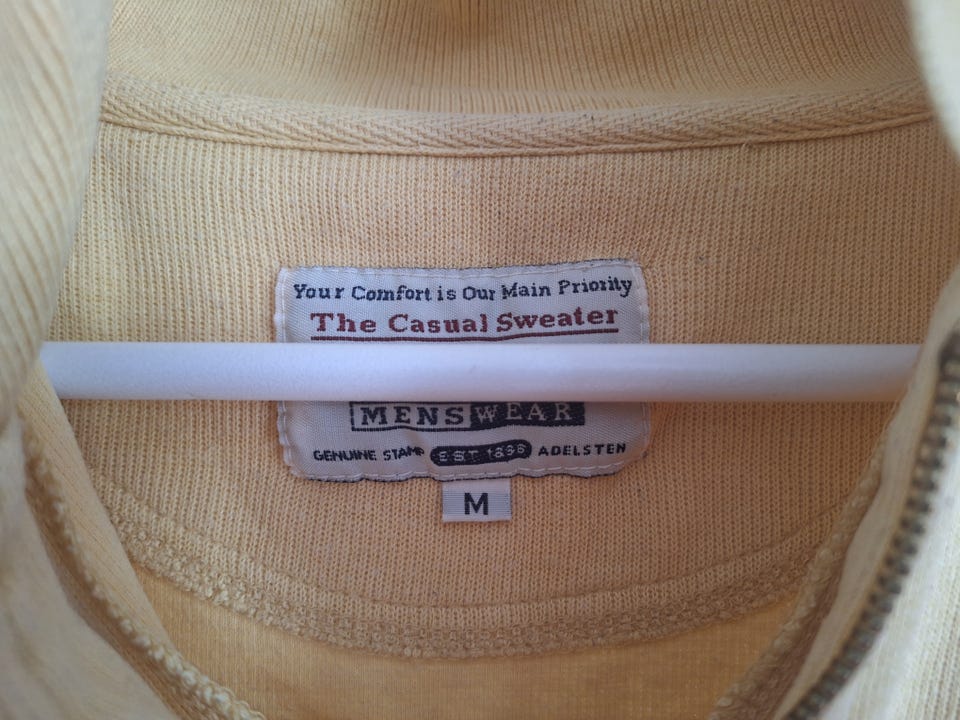 Your Comfort is Our Main Priority
The Casual Sweater
MENSWEAR
GENUINE STAMP EST 1896 ADELSTEN
M